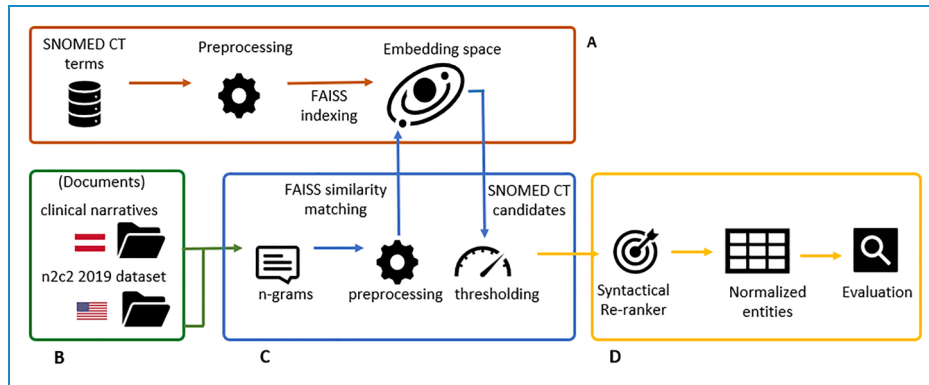 SNOMED CT
terms
Preprocessing
FAISS
indexing
Embedding space
A
(Documents)
clinical narratives
n2c2 2019 dataset
B
FAISS similarity
matching
SNOMED CT
candidates
n-grams
preprocessing
thresholding
C
Syntactical
Re-ranker
Normalized
entities
Evaluation
D